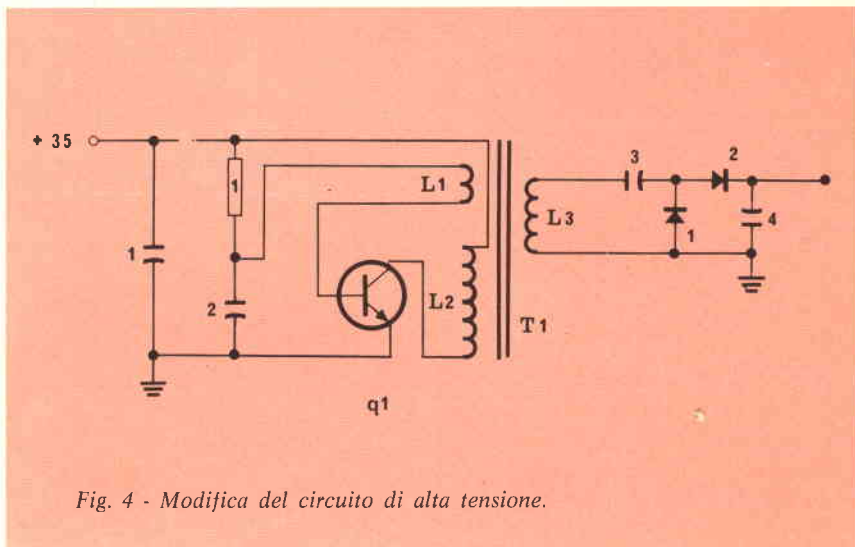 + 35
1
1
2
L1
L2
q1
T1
L3
3
2
1
4
Fig. 4 - Modifica del circuito di alta tensione.